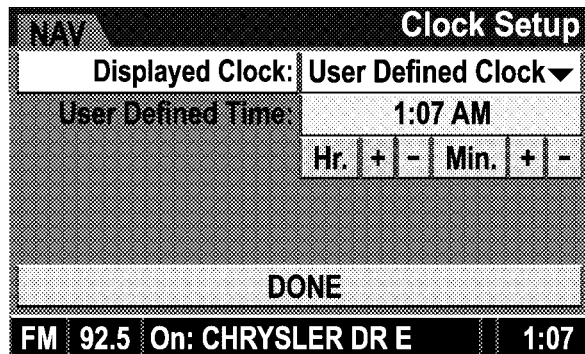 NAV Clock Setup
Displayed Clock: User Defined Clock
User Defined Time: 1:07 AM
Hr. + - Min. + -
DONE
FM 92.5 On: CHRYSLER DR E 1:07